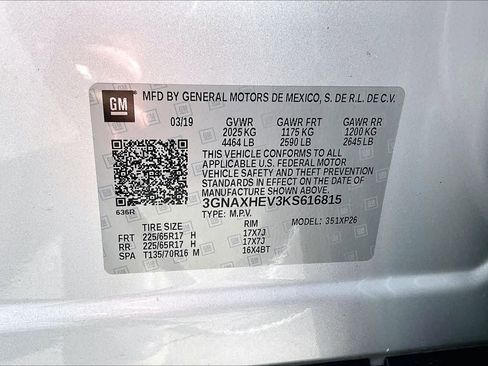 GM
MFD BY GENERAL MOTORS DE MEXICO, S. DE R.L. DE C.V.
03/19 GVWR GAWR FRT GAWR RR
2025 KG 1175 KG 1200 KG
4464 LB 2590 LB 2645 LB
THIS VEHICLE CONFORMS TO ALL
APPLICABLE U.S. FEDERAL MOTOR
VEHICLE SAFETY AND THEFT PREVENTION
STANDARDS IN EFFECT ON THE DATE OF
MANUFACTURE SHOWN ABOVE.
3GNAXHEV3KS616815
636R TYPE: M.P.V. 351XP26
TIRE SIZE RIM
FRT 225/65R17 H 17X7J
RR 225/65R17 H 17X7J
SPA T135/70R16 M 16X4BT